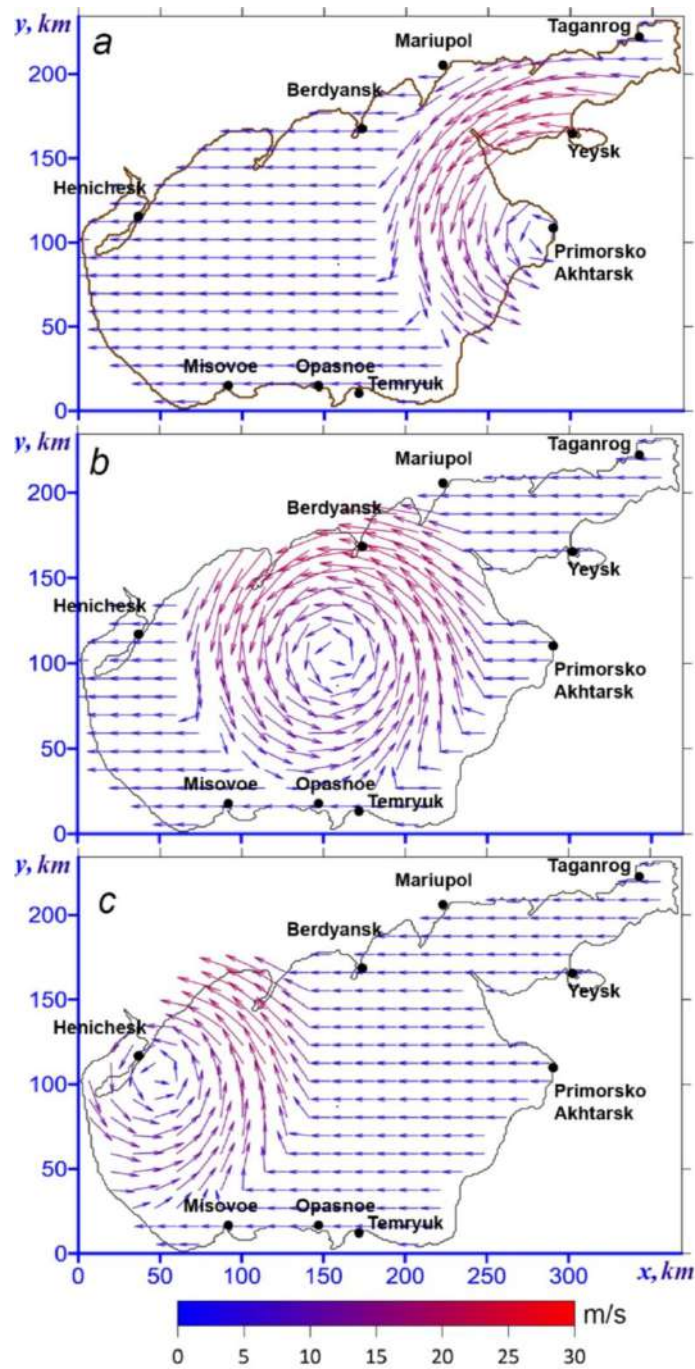 y, km
a
Taganrog
200
Mariupol
Berdyansk
150
Yeysk
Henichesk
100
Primorsko
Akhtarsk
50
Misovoe Opasnoe
Temryuk
0
y, km
b
Taganrog
Mariupol
200
Berdyansk
150
Yeysk
Henichesk
100
Primorsko
Akhtarsk
50
Misovoe Opasnoe
Temryuk
0
y, km
c
Taganrog
Mariupol
200
Berdyansk
150
Yeysk
Henichesk
100
Primorsko
Akhtarsk
50
Misovoe Opasnoe
Temryuk
0
0 50 100 150 200 250 300 x, km
m/s
0 5 10 15 20 25 30